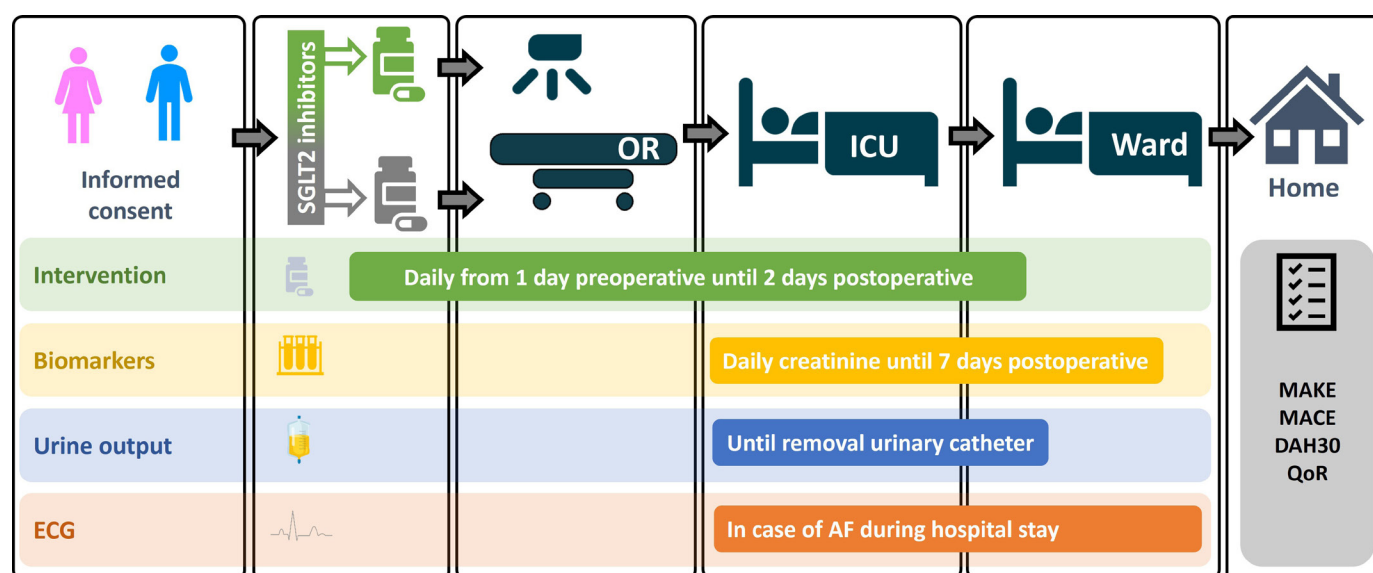 Informed
consent
SGLT2 inhibitors
OR
ICU
Ward
Home
Intervention
Daily from 1 day preoperative until 2 days postoperative
Biomarkers
Daily creatinine until 7 days postoperative
Urine output
Until removal urinary catheter
ECG
In case of AF during hospital stay
MAKE
MACE
DAH30
QoR